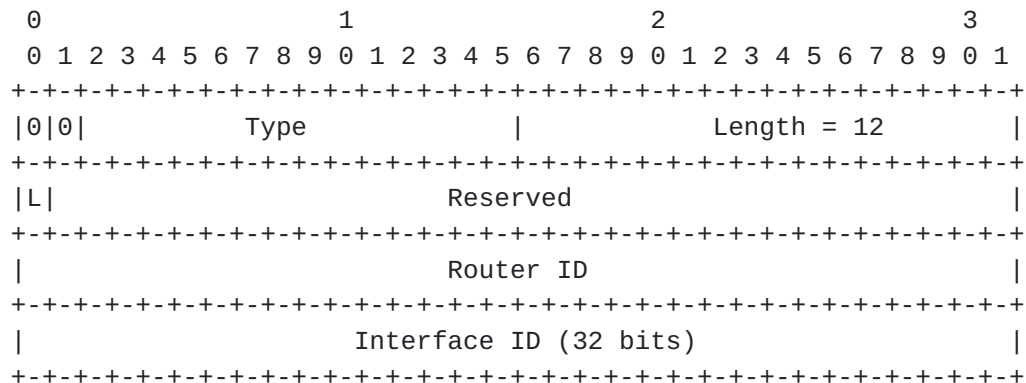 0                   1                   2                   3
 0 1 2 3 4 5 6 7 8 9 0 1 2 3 4 5 6 7 8 9 0 1 2 3 4 5 6 7 8 9 0 1
+-+-+-+-+-+-+-+-+-+-+-+-+-+-+-+-+-+-+-+-+-+-+-+-+-+-+-+-+-+-+-+-+
|0|0|          Type             |            Length = 12        |
+-+-+-+-+-+-+-+-+-+-+-+-+-+-+-+-+-+-+-+-+-+-+-+-+-+-+-+-+-+-+-+-+
|L|                         Reserved                            |
+-+-+-+-+-+-+-+-+-+-+-+-+-+-+-+-+-+-+-+-+-+-+-+-+-+-+-+-+-+-+-+-+
|                           Router ID                           |
+-+-+-+-+-+-+-+-+-+-+-+-+-+-+-+-+-+-+-+-+-+-+-+-+-+-+-+-+-+-+-+-+
|                     Interface ID (32 bits)                    |
+-+-+-+-+-+-+-+-+-+-+-+-+-+-+-+-+-+-+-+-+-+-+-+-+-+-+-+-+-+-+-+-+